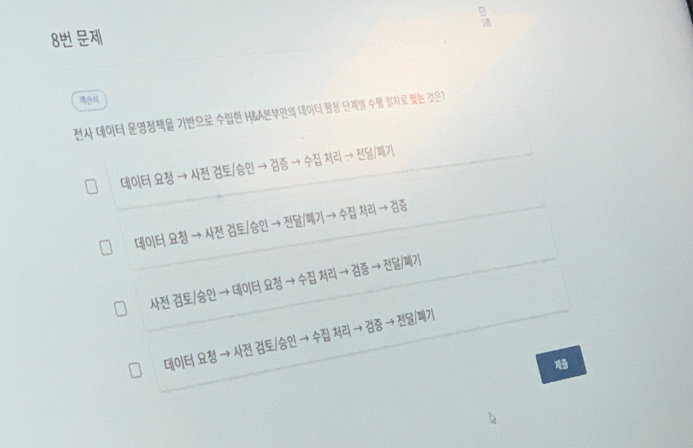 8번 문제
객관식
전사 데이터 운영정책을 기반으로 수립한 H&A본부만의 데이터 활용 단계별 수행 절차로 맞는 것은?
데이터 요청 → 사전 검토/승인 → 검증 → 수집 처리 → 전달/폐기
데이터 요청 → 사전 검토/승인 → 전달/폐기 → 수집 처리 → 검증
사전 검토/승인 → 데이터 요청 → 수집 처리 → 검증 → 전달/폐기
데이터 요청 → 사전 검토/승인 → 수집 처리 → 검증 → 전달/폐기
제출